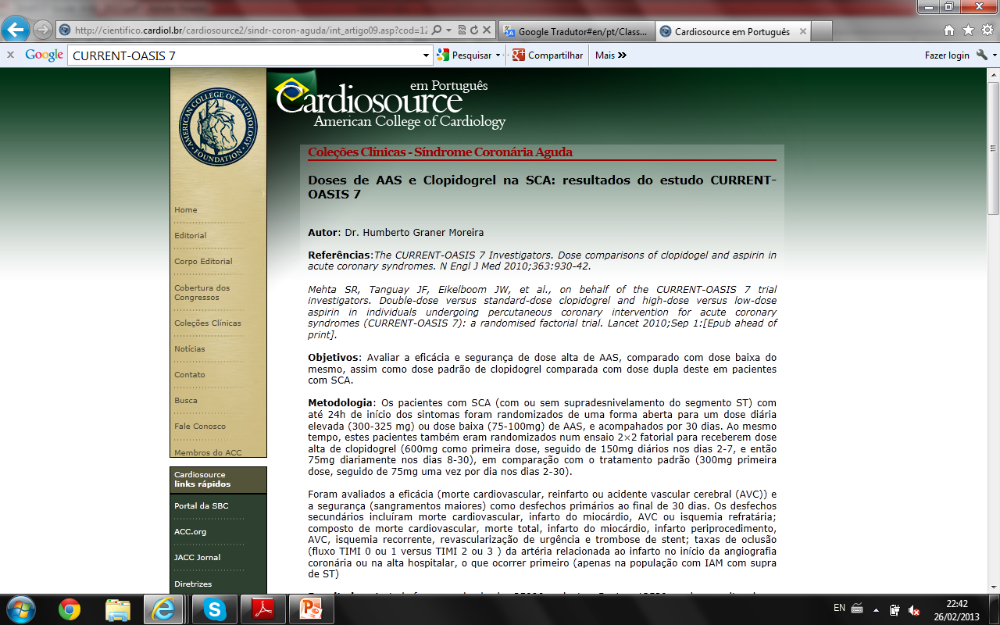 http://cientifico.cardiol.br/cardiosource2/sindr-coron-aguda/int_artigo09.asp?cod=12
Google Tradutor#en/pt/Class...
Cardiosource em Português
x Google CURRENT-OASIS 7 Pesquisar Compartilhar Mais Fazer login
AMERICAN COLLEGE OF CARDIOLOGY FOUNDATION
em Português
Cardiosource
American College of Cardiology
Home
Editorial
Corpo Editorial
Cobertura dos
Congressos
Coleções Clínicas
Notícias
Contato
Busca
Fale Conosco
Membros do ACC
Cardiosource
links rápidos
Portal da SBC
ACC.org
JACC Jornal
Diretrizes
Coleções Clínicas - Síndrome Coronária Aguda
Doses de AAS e Clopidogrel na SCA: resultados do estudo CURRENT-
OASIS 7
Autor: Dr. Humberto Graner Moreira
Referências:The CURRENT-OASIS 7 Investigators. Dose comparisons of clopidogel and aspirin in
acute coronary syndromes. N Engl J Med 2010;363:930-42.
Mehta SR, Tanguay JF, Eikelboom JW, et al., on behalf of the CURRENT-OASIS 7 trial
investigators. Double-dose versus standard-dose clopidogrel and high-dose versus low-dose
aspirin in individuals undergoing percutaneous coronary intervention for acute coronary
syndromes (CURRENT-OASIS 7): a randomised factorial trial. Lancet 2010;Sep 1:[Epub ahead of
print].
Objetivos: Avaliar a eficácia e segurança de dose alta de AAS, comparado com dose baixa do
mesmo, assim como dose padrão de clopidogrel comparada com dose dupla deste em pacientes
com SCA.
Metodologia: Os pacientes com SCA (com ou sem supradesnivelamento do segmento ST) com
até 24h de início dos sintomas foram randomizados de uma forma aberta para um dose diária
elevada (300-325 mg) ou dose baixa (75-100mg) de AAS, e acompahados por 30 dias. Ao mesmo
tempo, estes pacientes também eram randomizados num ensaio 2×2 fatorial para receberem dose
alta de clopidogrel (600mg como primeira dose, seguido de 150mg diários nos dias 2-7, e então
75mg diariamente nos dias 8-30), em comparação com o tratamento padrão (300mg primeira
dose, seguido de 75mg uma vez por dia nos dias 2-30).
Foram avaliados a eficácia (morte cardiovascular, reinfarto ou acidente vascular cerebral (AVC)) e
a segurança (sangramentos maiores) como desfechos primários ao final de 30 dias. Os desfechos
secundários incluíram morte cardiovascular, infarto do miocárdio, AVC ou isquemia refratária;
composto de morte cardiovascular, morte total, infarto do miocárdio, infarto periprocedimento,
AVC, isquemia recorrente, revascularização de urgência e trombose de stent; taxas de oclusão
(fluxo TIMI 0 ou 1 versus TIMI 2 ou 3 ) da artéria relacionada ao infarto no início da angiografia
coronária ou na alta hospitalar, o que ocorrer primeiro (apenas na população com IAM com supra
de ST)
EN
22:42
26/02/2013